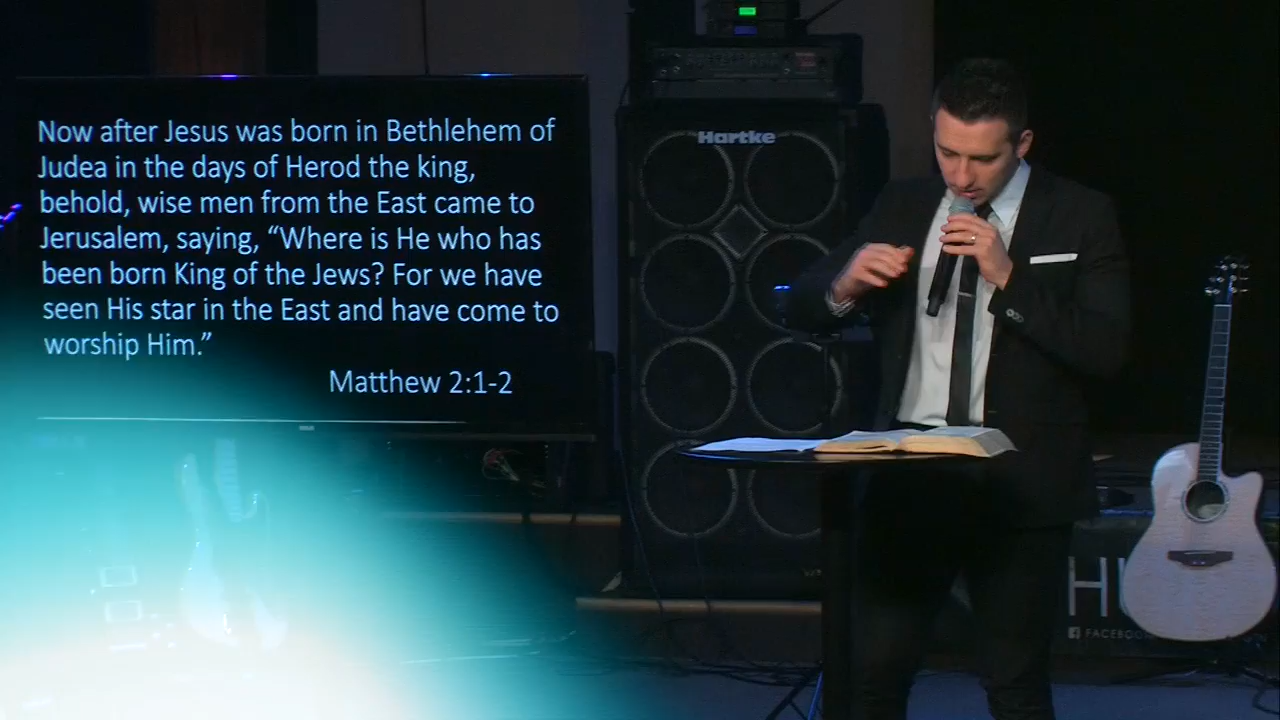 Now after Jesus was born in Bethlehem of
Judea in the days of Herod the king,
behold, wise men from the East came to
Jerusalem, saying, “Where is He who has
been born King of the Jews? For we have
seen His star in the East and have come to
worship Him.”
Matthew 2:1-2
Hartke